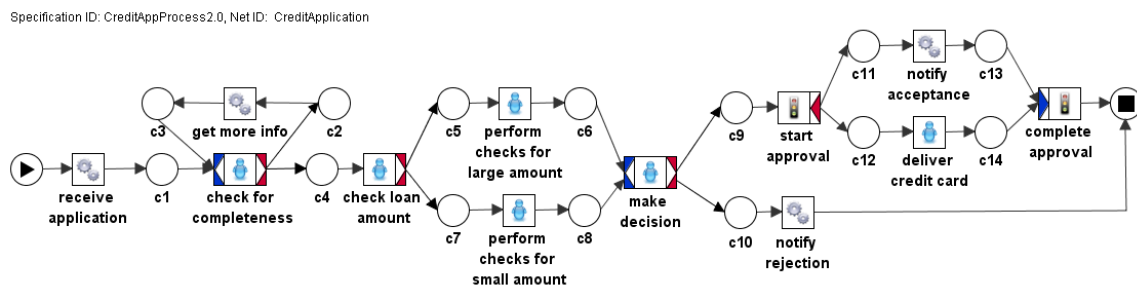 Specification ID: CreditAppProcess2.0, Net ID: CreditApplication
c11
notify
acceptance
c13
c3
get more info
c2
c5
perform
checks for
large amount
c6
c9
start
approval
c12
deliver
credit card
c14
complete
approval
receive
application
c1
check for
completeness
c4
check loan
amount
c7
perform
checks for
small amount
c8
make
decision
c10
notify
rejection